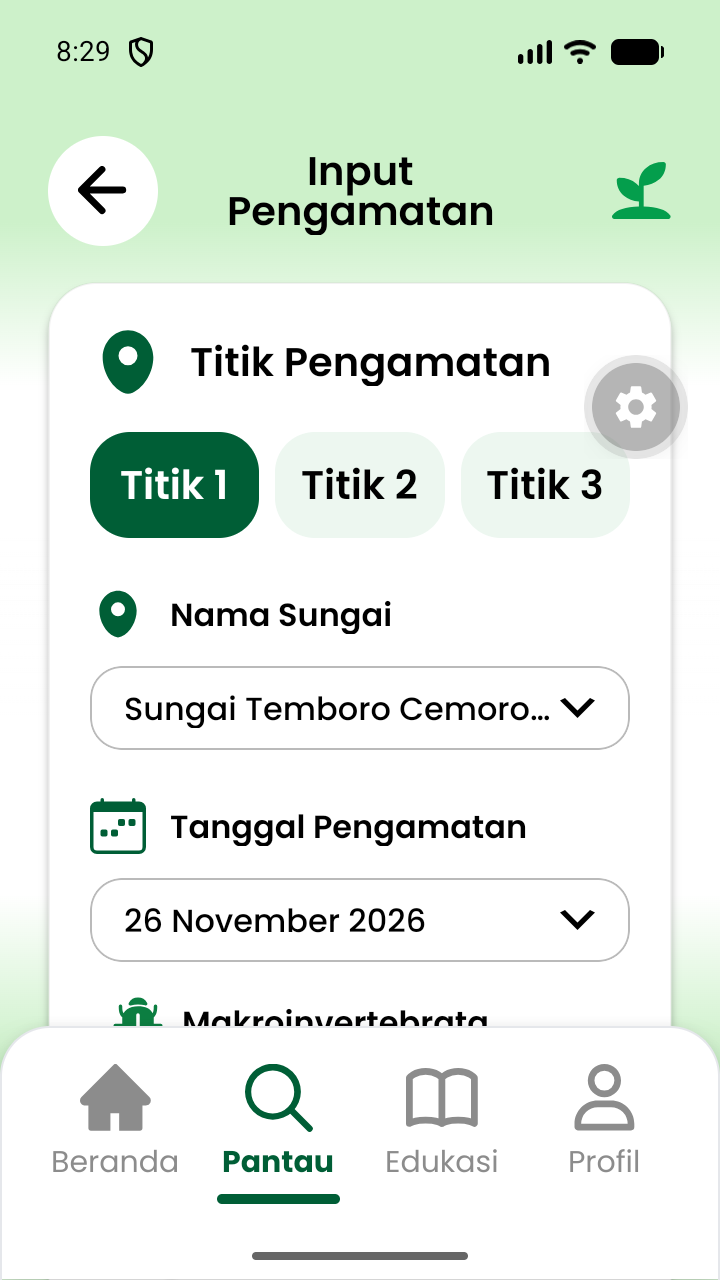 8:29
Input
Pengamatan
Titik Pengamatan
Titik 1
Titik 2
Titik 3
Nama Sungai
Sungai Temboro Cemoro...
Tanggal Pengamatan
26 November 2026
Makroinvertebrata
Beranda
Pantau
Edukasi
Profil